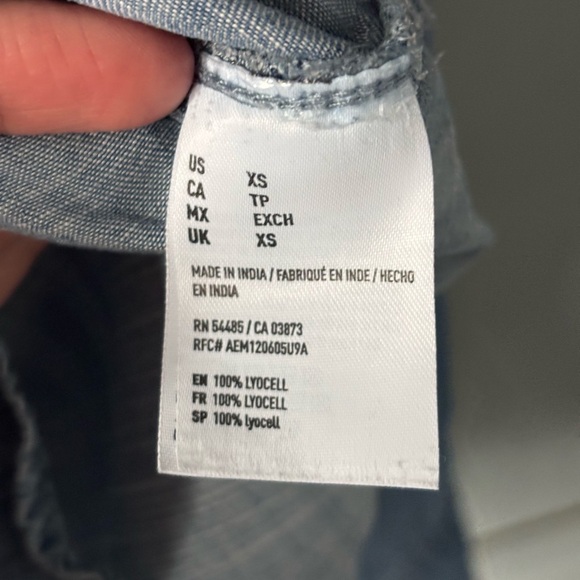 US XS
CA TP
MX EXCH
UK XS
MADE IN INDIA / FABRIQUÉ EN INDE / HECHO
EN INDIA
RN 54485 / CA 03873
RFC# AEM120605U9A
EN 100% LYOCELL
FR 100% LYOCELL
SP 100% lyocell